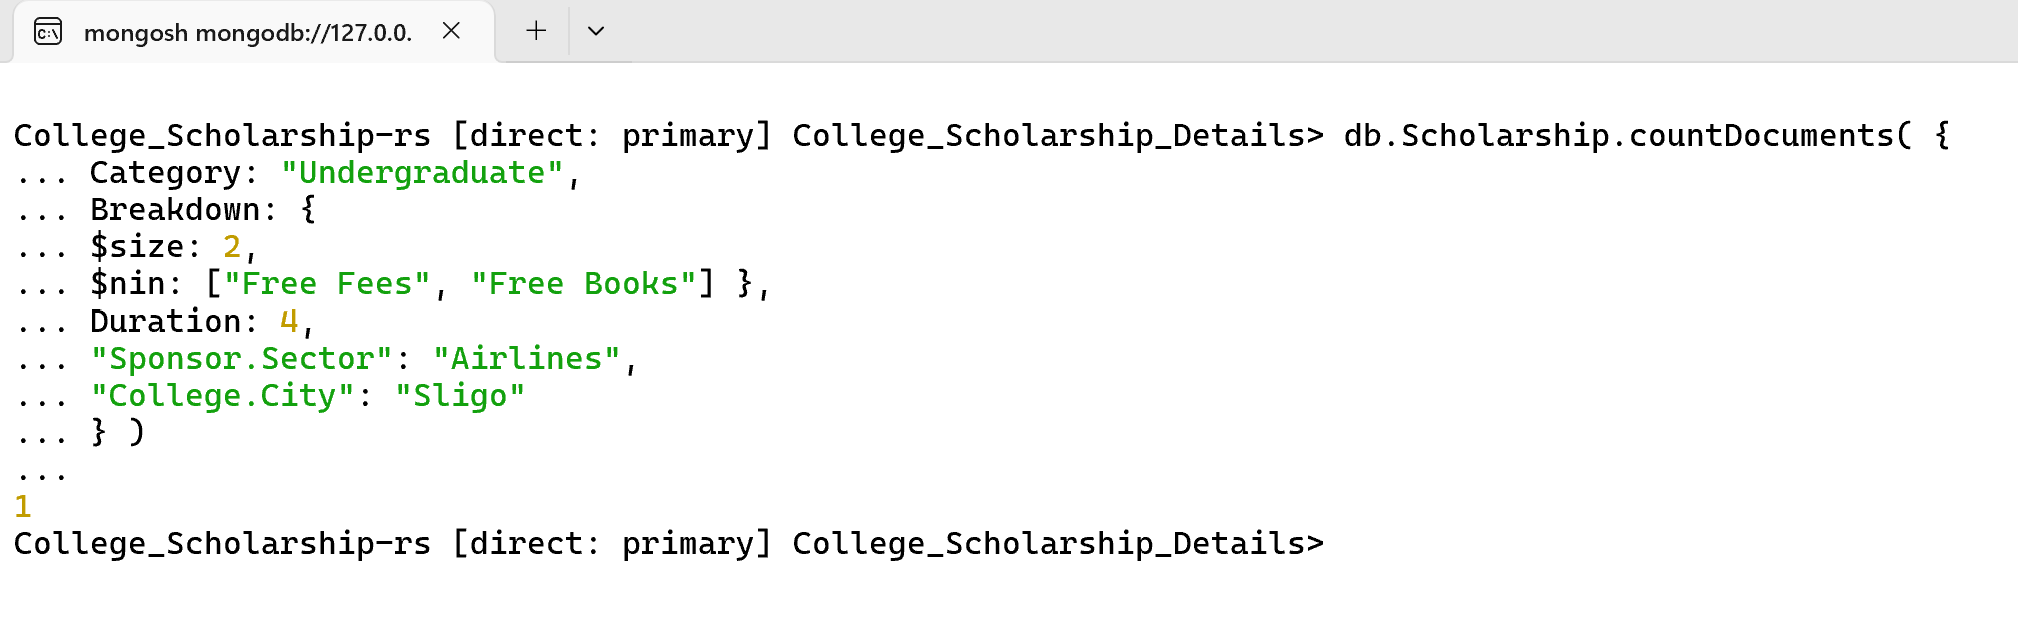 mongosh mongodb://127.0.0.
College_Scholarship-rs [direct: primary] College_Scholarship_Details> db.Scholarship.countDocuments( {
... Category: "Undergraduate",
... Breakdown: {
... $size: 2,
... $nin: ["Free Fees", "Free Books"] },
... Duration: 4,
... "Sponsor.Sector": "Airlines",
... "College.City": "Sligo"
... } )
...
1
College_Scholarship-rs [direct: primary] College_Scholarship_Details>